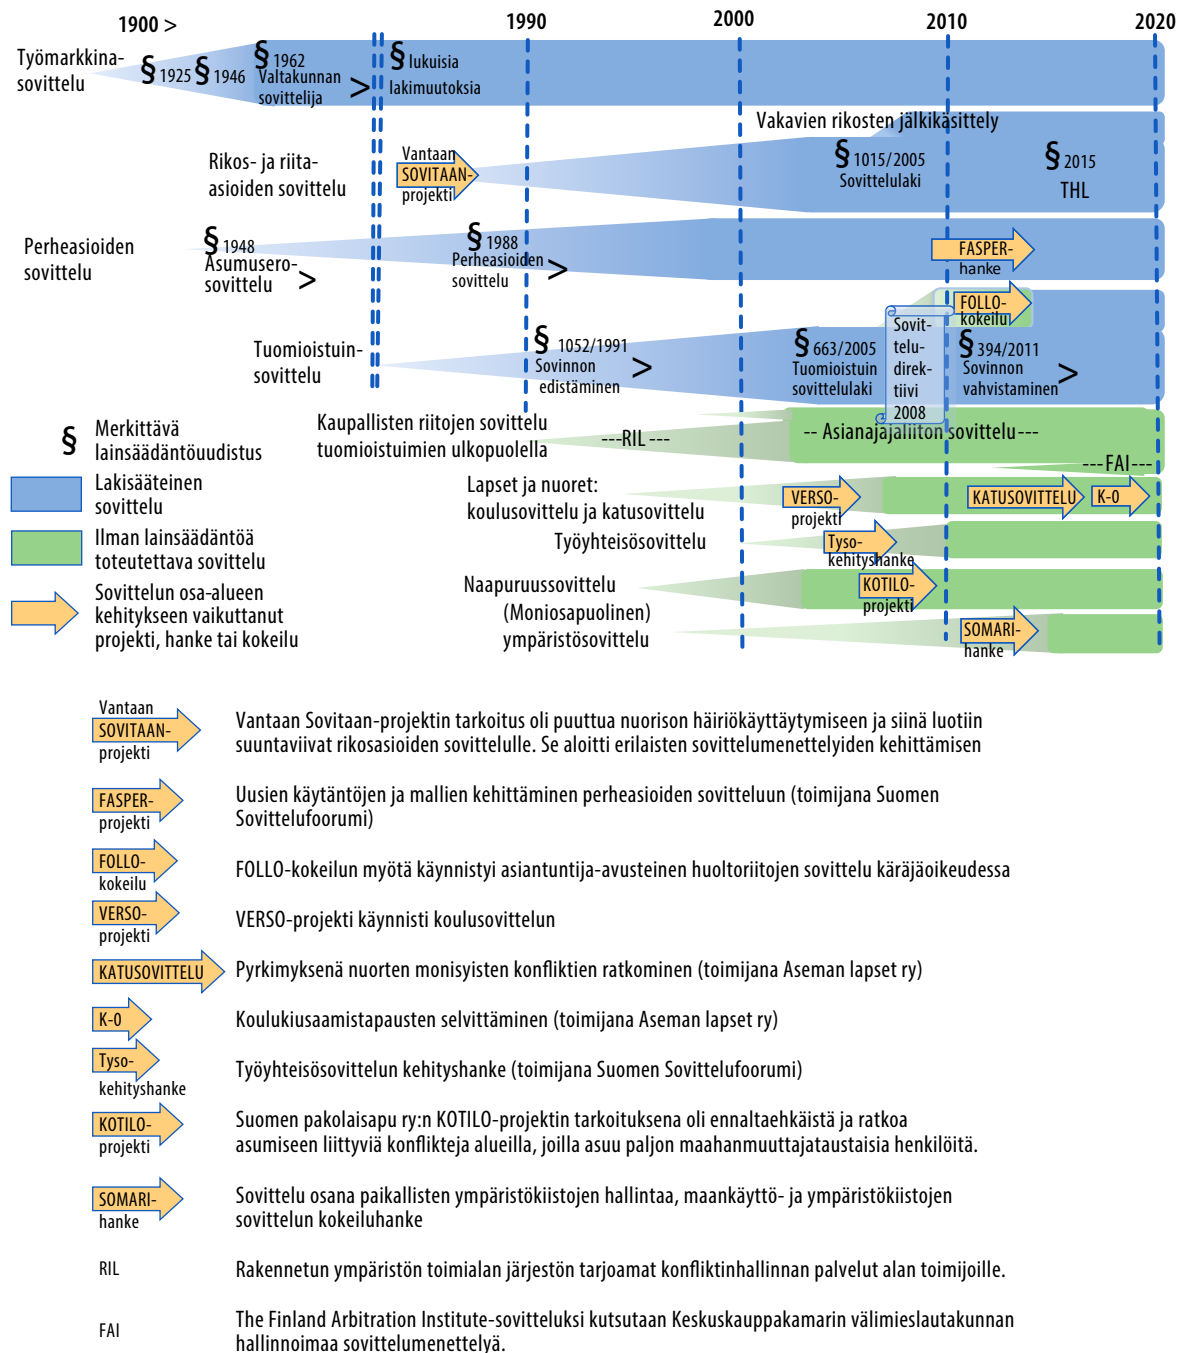 1900 >
1990
2000
2010
2020
Työmarkkina-
sovittelu
§ 1925
§ 1946
§ 1962
Valtakunnan
sovittelija >
§ lukuisia
lakimuutoksia
Vakavien rikosten jälkikäsittely
Rikos- ja riita-
asioiden sovittelu
Vantaan
SOVITAAN-
projekti
§ 1015/2005
Sovittelulaki
§ 2015
THL
Perheasioiden
sovittelu
§ 1948
Asumusero-
sovittelu >
§ 1988
Perheasioiden
sovittelu >
FASPER-
hanke
FOLLO-
kokeilu
Tuomioistuin-
sovittelu
§ 1052/1991
Sovinnon
edistäminen >
§ 663/2005
Tuomioistuin
sovittelulaki
Sovit-
telu-
direk-
tiivi
2008
§ 394/2011
Sovinnon
vahvistaminen >
Kaupallisten riitojen sovittelu
tuomioistuimien ulkopuolella
---RIL ---
-- Asianajajaliiton sovittelu---
---FAI---
Lapset ja nuoret:
koulusovittelu ja katusovittelu
VERSO-
projekti
KATUSOVITTELU
K-0
Työyhteisösovittelu
Tyso-
kehityshanke
Naapuruussovittelu
KOTILO-
projekti
(Moniosapuolinen)
ympäristösovittelu
SOMARI-
hanke
§ Merkittävä
lainsäädäntöuudistus
Lakisääteinen
sovittelu
Ilman lainsäädäntöä
toteutettava sovittelu
Sovittelun osa-alueen
kehitykseen vaikuttanut
projekti, hanke tai kokeilu
Vantaan
SOVITAAN-
projekti
Vantaan Sovitaan-projektin tarkoitus oli puuttua nuorison häiriökäyttäytymiseen ja siinä luotiin
suuntaviivat rikosasioiden sovittelulle. Se aloitti erilaisten sovittelumenettelyiden kehittämisen
FASPER-
projekti
Uusien käytäntöjen ja mallien kehittäminen perheasioiden sovitteluun (toimijana Suomen
Sovittelufoorumi)
FOLLO-
kokeilu
FOLLO-kokeilun myötä käynnistyi asiantuntija-avusteinen huoltoriitojen sovittelu käräjäoikeudessa
VERSO-
projekti
VERSO-projekti käynnisti koulusovittelun
KATUSOVITTELU
Pyrkimyksenä nuorten monisyisten konfliktien ratkominen (toimijana Aseman lapset ry)
K-0
Koulukiusaamistapausten selvittäminen (toimijana Aseman lapset ry)
Tyso-
kehityshanke
Työyhteisösovittelun kehityshanke (toimijana Suomen Sovittelufoorumi)
KOTILO-
projekti
Suomen pakolaisapu ry:n KOTILO-projektin tarkoituksena oli ennaltaehkäistä ja ratkoa
asumiseen liittyviä konflikteja alueilla, joilla asuu paljon maahanmuuttajataustaisia henkilöitä.
SOMARI-
hanke
Sovittelu osana paikallisten ympäristökiistojen hallintaa, maankäyttö- ja ympäristökiistojen
sovittelun kokeiluhanke
RIL
Rakennetun ympäristön toimialan järjestön tarjoamat konfliktinhallinnan palvelut alan toimijoille.
FAI
The Finland Arbitration Institute-sovitteluksi kutsutaan Keskuskauppakamarin välimieslautakunnan
hallinnoimaa sovittelumenettelyä.